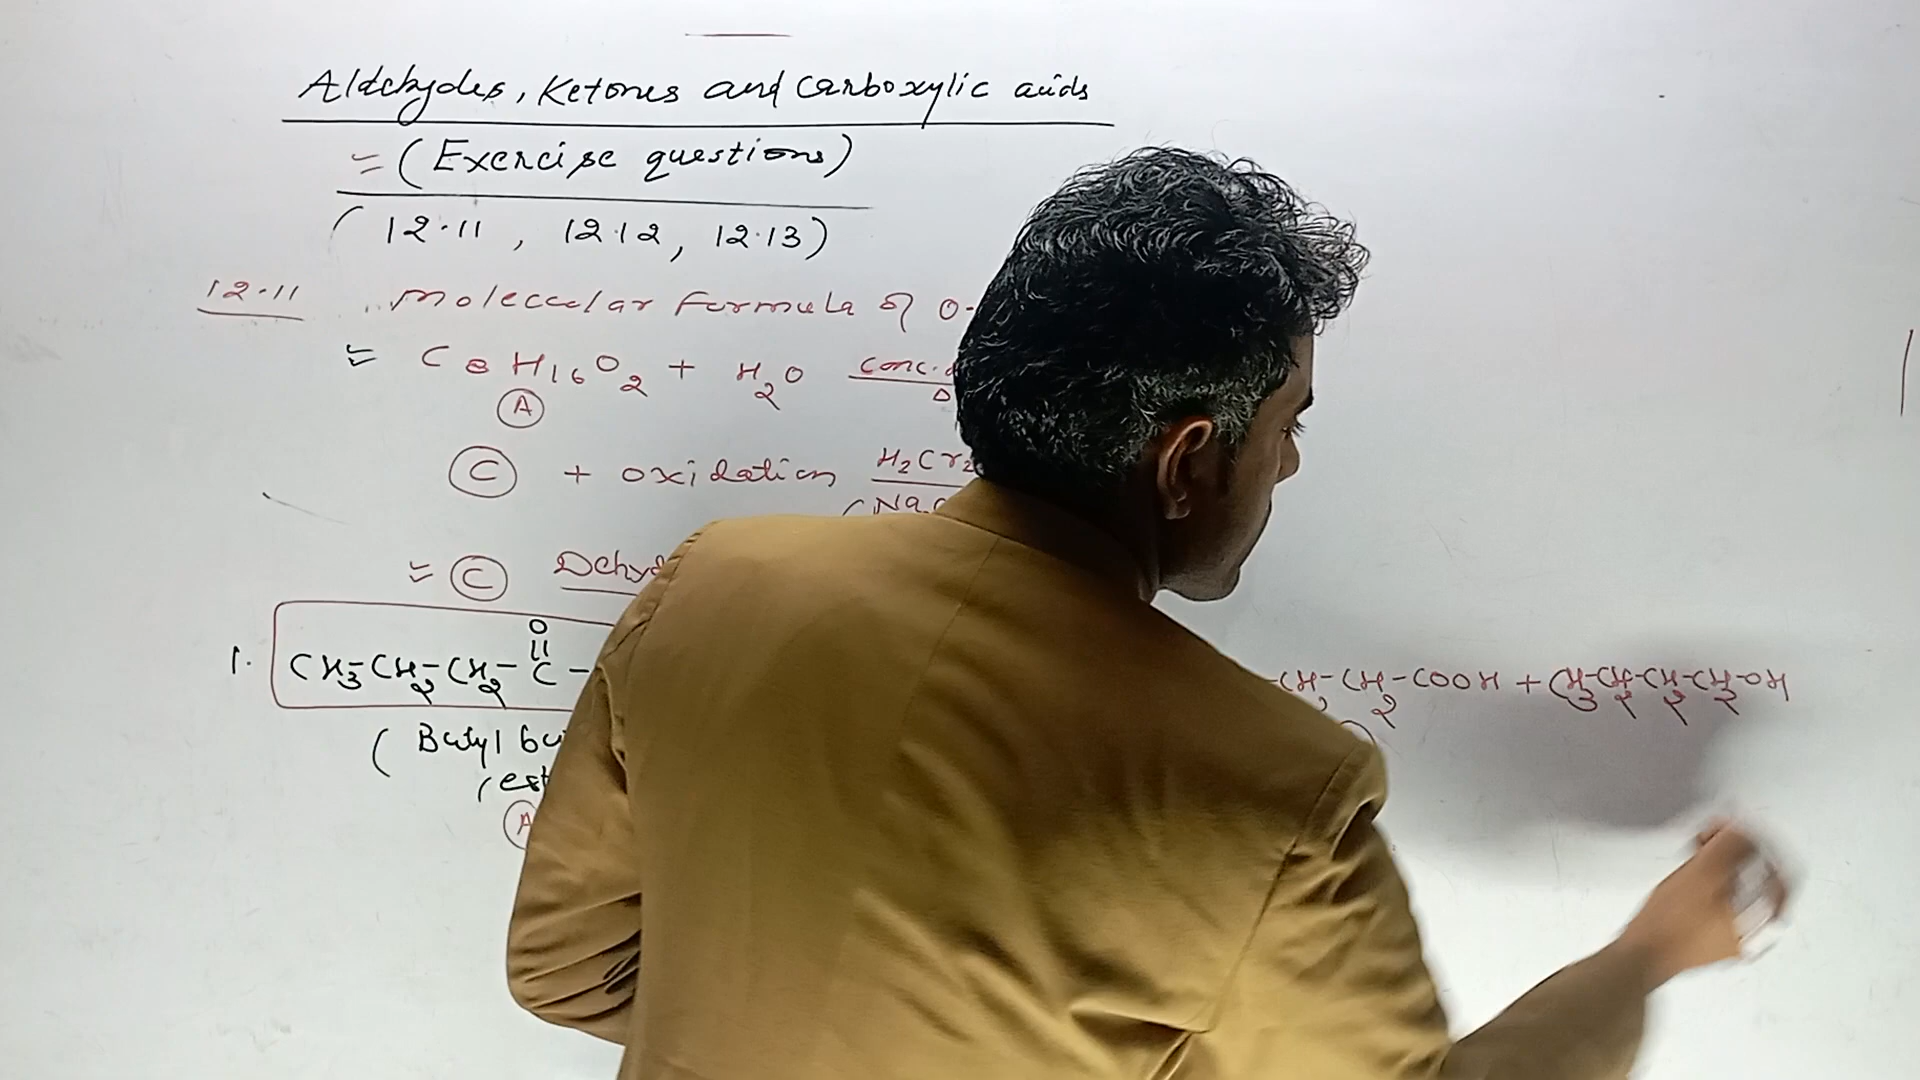 Aldehydes, Ketones and carboxylic acids
= (Exercise questions)
(12.11, 12.12, 12.13)
12.11 molecular formula of O-
= C8H16O2 + H2O conc.
Δ
A
C + oxidation H2Cr2
(Na
= C Dehyd
O
||
1. CH3-CH2-CH2-C-
-CH2-CH2-COOH + CH3-CH2-CH2-CH2-OH
(Butyl bu
(est
A